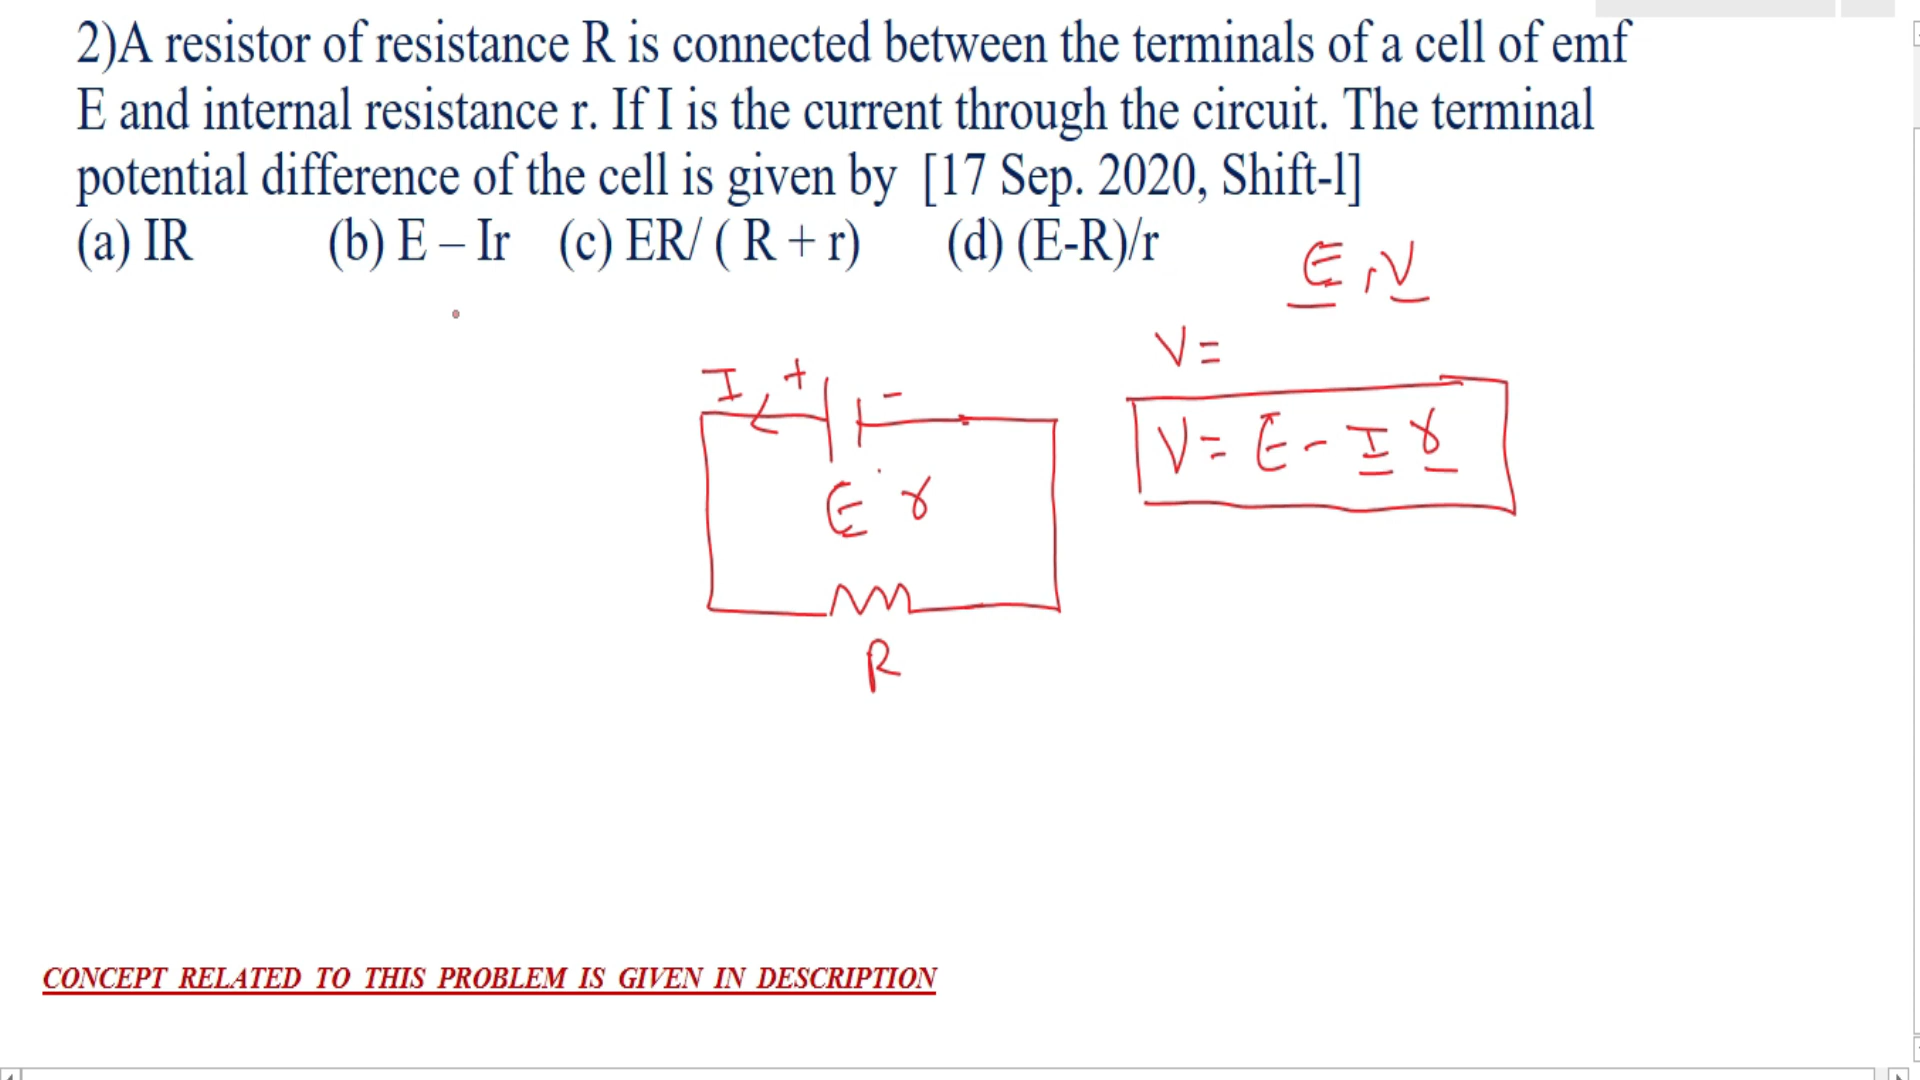 2)A resistor of resistance R is connected between the terminals of a cell of emf
E and internal resistance r. If I is the current through the circuit. The terminal
potential difference of the cell is given by [17 Sep. 2020, Shift-l]
(a) IR (b) E – Ir (c) ER/ ( R + r) (d) (E-R)/r
E, V
V =
I + -
V = E - I r
E r
R
CONCEPT RELATED TO THIS PROBLEM IS GIVEN IN DESCRIPTION